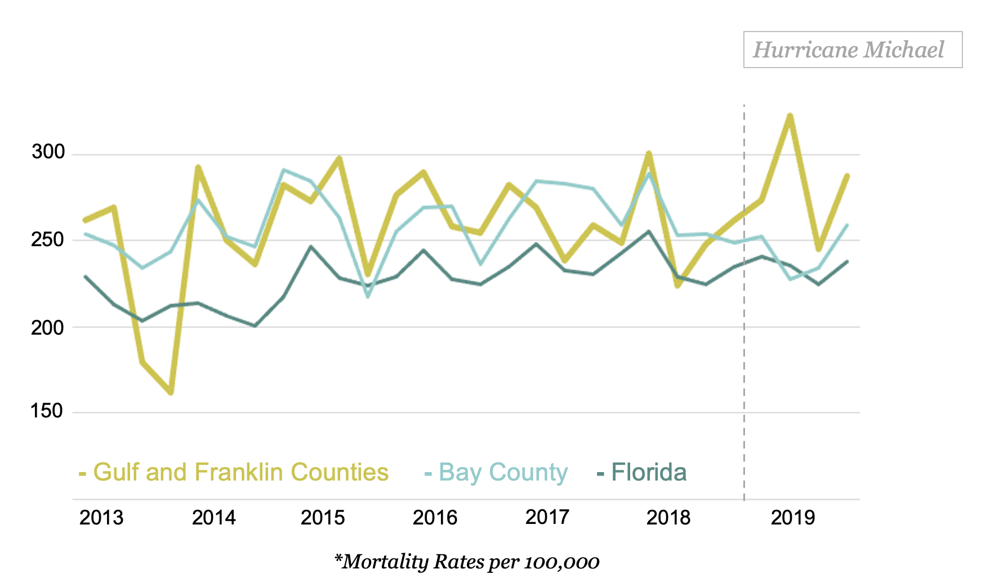 Hurricane Michael
300
250
200
150
- Gulf and Franklin Counties - Bay County - Florida
2013 2014 2015 2016 2017 2018 2019
*Mortality Rates per 100,000